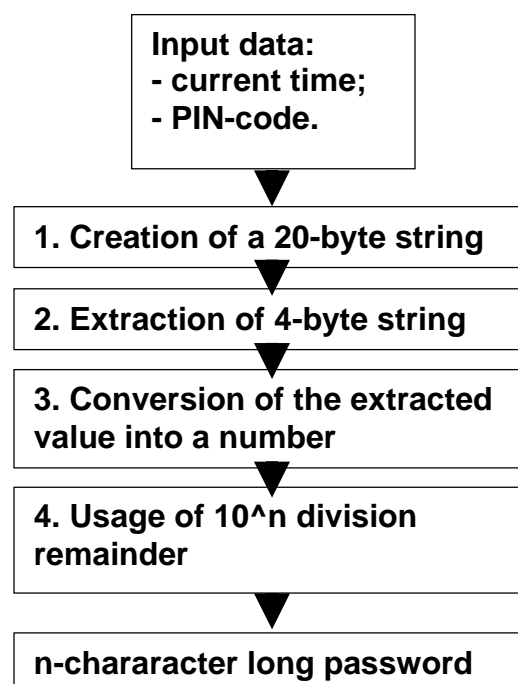 Input data:
- current time;
- PIN-code.
1. Creation of a 20-byte string
2. Extraction of 4-byte string
3. Conversion of the extracted
value into a number
4. Usage of 10^n division
remainder
n-chararacter long password